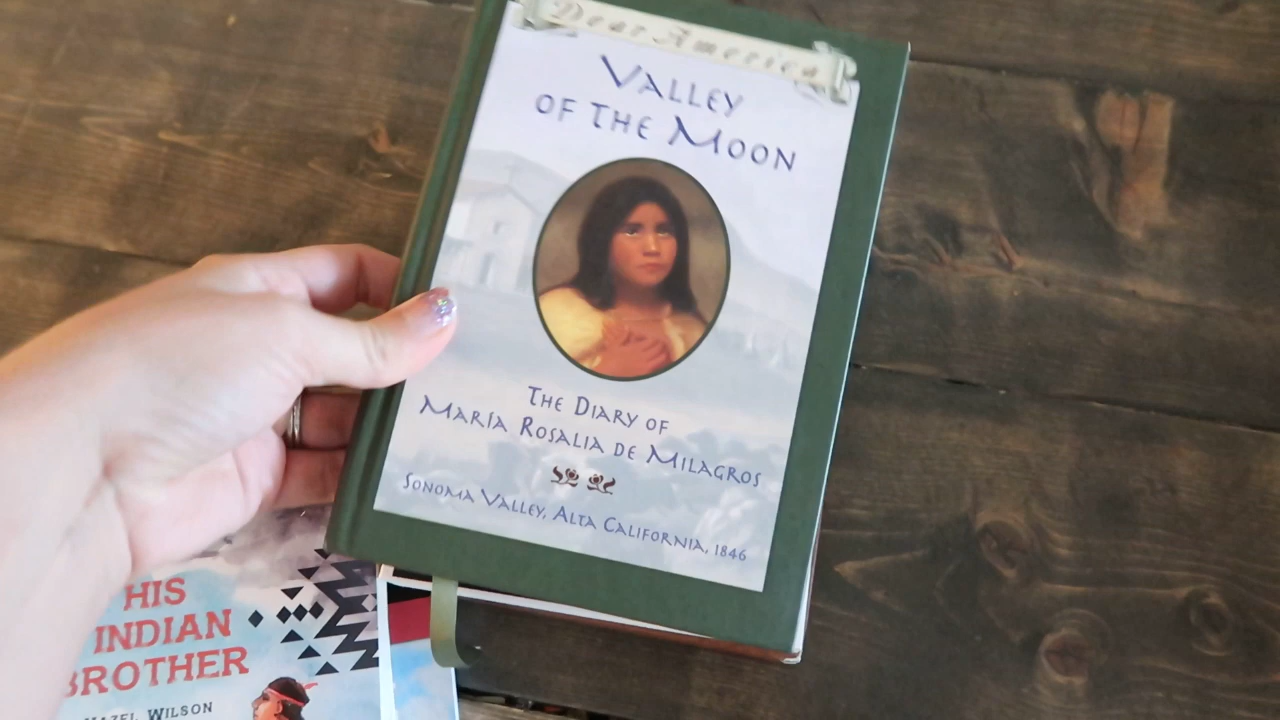 Dear America
VALLEY
OF THE MOON
THE DIARY OF
MARÍA ROSALIA DE MILAGROS
SONOMA VALLEY, ALTA CALIFORNIA, 1846
HIS
INDIAN
BROTHER
HAZEL WILSON